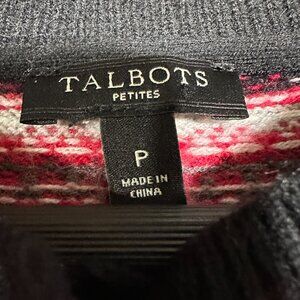 TALBOTS
PETITES
P
MADE IN
CHINA